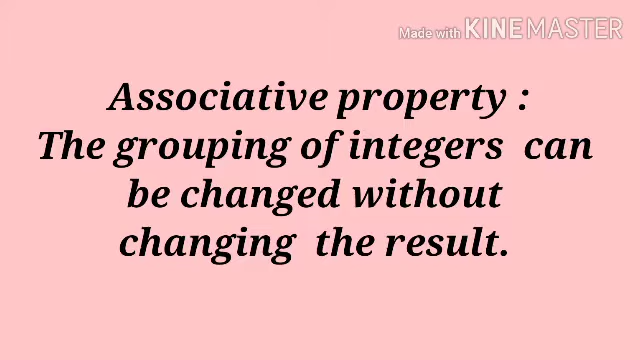 Made with KINEMASTER
Associative property :
The grouping of integers can
be changed without
changing the result.